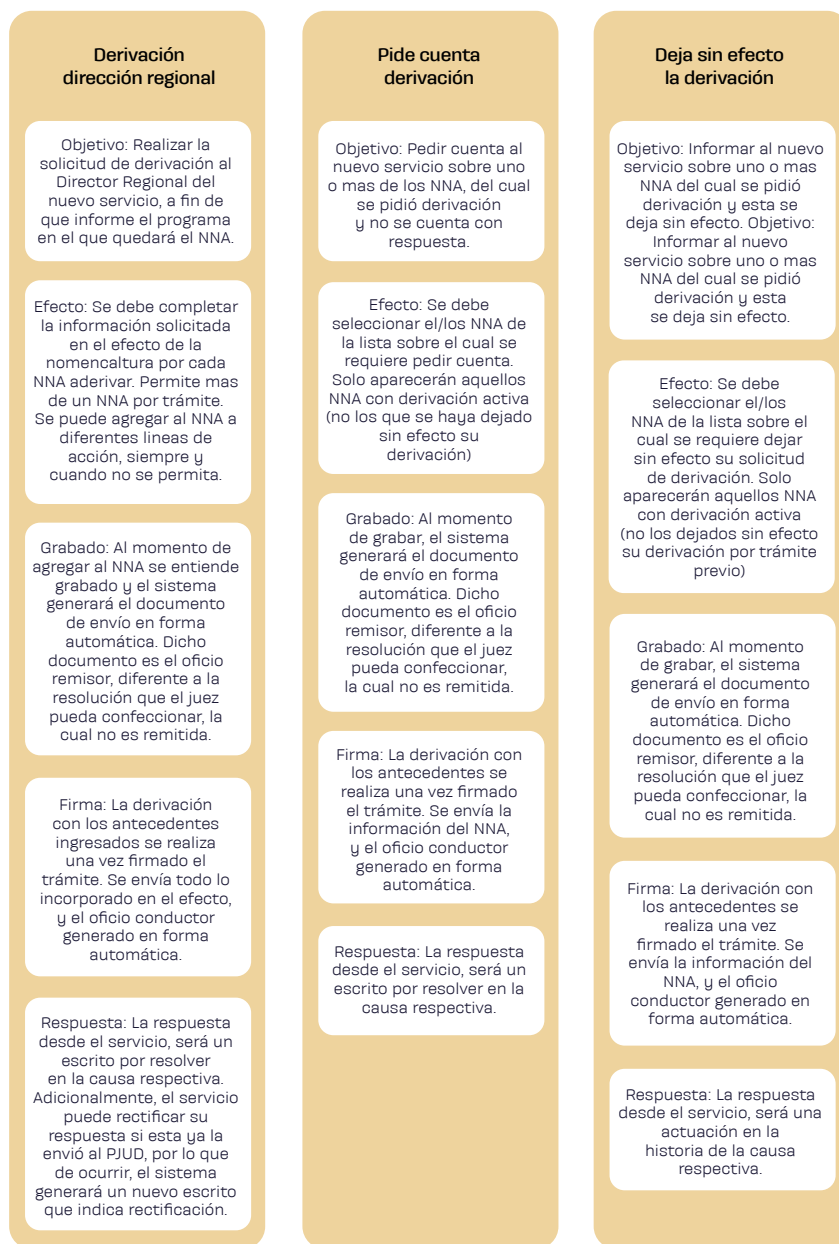 Derivación
dirección regional
Objetivo: Realizar la
solicitud de derivación al
Director Regional del
nuevo servicio, a fin de
que informe el programa
en el que quedará el NNA.
Efecto: Se debe completar
la información solicitada
en el efecto de la
nomencaltura por cada
NNA aderivar. Permite mas
de un NNA por trámite.
Se puede agregar al NNA a
diferentes lineas de
acción, siempre y
cuando no se permita.
Grabado: Al momento de
agregar al NNA se entiende
grabado y el sistema
generará el documento
de envío en forma
automática. Dicho
documento es el oficio
remisor, diferente a la
resolución que el juez
pueda confeccionar, la
cual no es remitida.
Firma: La derivación
con los antecedentes
ingresados se realiza
una vez firmado el
trámite. Se envía todo lo
incorporado en el efecto,
y el oficio conductor
generado en forma
automática.
Respuesta: La respuesta
desde el servicio, será un
escrito por resolver
en la causa respectiva.
Adicionalmente, el servicio
puede rectificar su
respuesta si esta ya la
envió al PJUD, por lo que
de ocurrir, el sistema
generará un nuevo escrito
que indica rectificación.
Pide cuenta
derivación
Objetivo: Pedir cuenta al
nuevo servicio sobre uno
o mas de los NNA, del cual
se pidió derivación
y no se cuenta con
respuesta.
Efecto: Se debe
seleccionar el/los NNA de
la lista sobre el cual se
requiere pedir cuenta.
Solo aparecerán aquellos
NNA con derivación activa
(no los que se haya dejado
sin efecto su
derivación)
Grabado: Al momento
de grabar, el sistema
generará el documento
de envío en forma
automática. Dicho
documento es el oficio
remisor, diferente a la
resolución que el juez
pueda confeccionar,
la cual no es remitida.
Firma: La derivación con
los antecedentes se
realiza una vez firmado
el trámite. Se envía la
información del NNA,
y el oficio conductor
generado en forma
automática.
Respuesta: La respuesta
desde el servicio, será un
escrito por resolver en la
causa respectiva.
Deja sin efecto
la derivación
Objetivo: Informar al nuevo
servicio sobre uno o mas
NNA del cual se pidió
derivación y esta se
deja sin efecto. Objetivo:
Informar al nuevo
servicio sobre uno o mas
NNA del cual se pidió
derivación y esta
se deja sin efecto.
Efecto: Se debe
seleccionar el/los
NNA de la lista sobre el
cual se requiere dejar
sin efecto su solicitud
de derivación. Solo
aparecerán aquellos NNA
con derivación activa
(no los dejados sin efecto
su derivación por trámite
previo)
Grabado: Al momento
de grabar, el sistema
generará el documento
de envío en forma
automática. Dicho
documento es el oficio
remisor, diferente a la
resolución que el juez
pueda confeccionar, la
cual no es remitida.
Firma: La derivación con
los antecedentes se
realiza una vez
firmado el trámite. Se
envía la información del
NNA, y el oficio
conductor generado en
forma automática.
Respuesta: La respuesta
desde el servicio, será una
actuación en la
historia de la causa
respectiva.